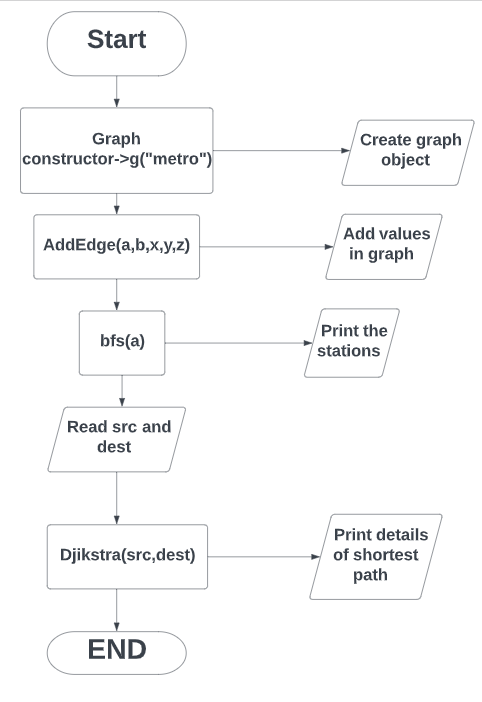 Start
Graph
constructor->g("metro")
Create graph
object
AddEdge(a,b,x,y,z)
Add values
in graph
bfs(a)
Print the
stations
Read src and
dest
Djikstra(src,dest)
Print details
of shortest
path
END